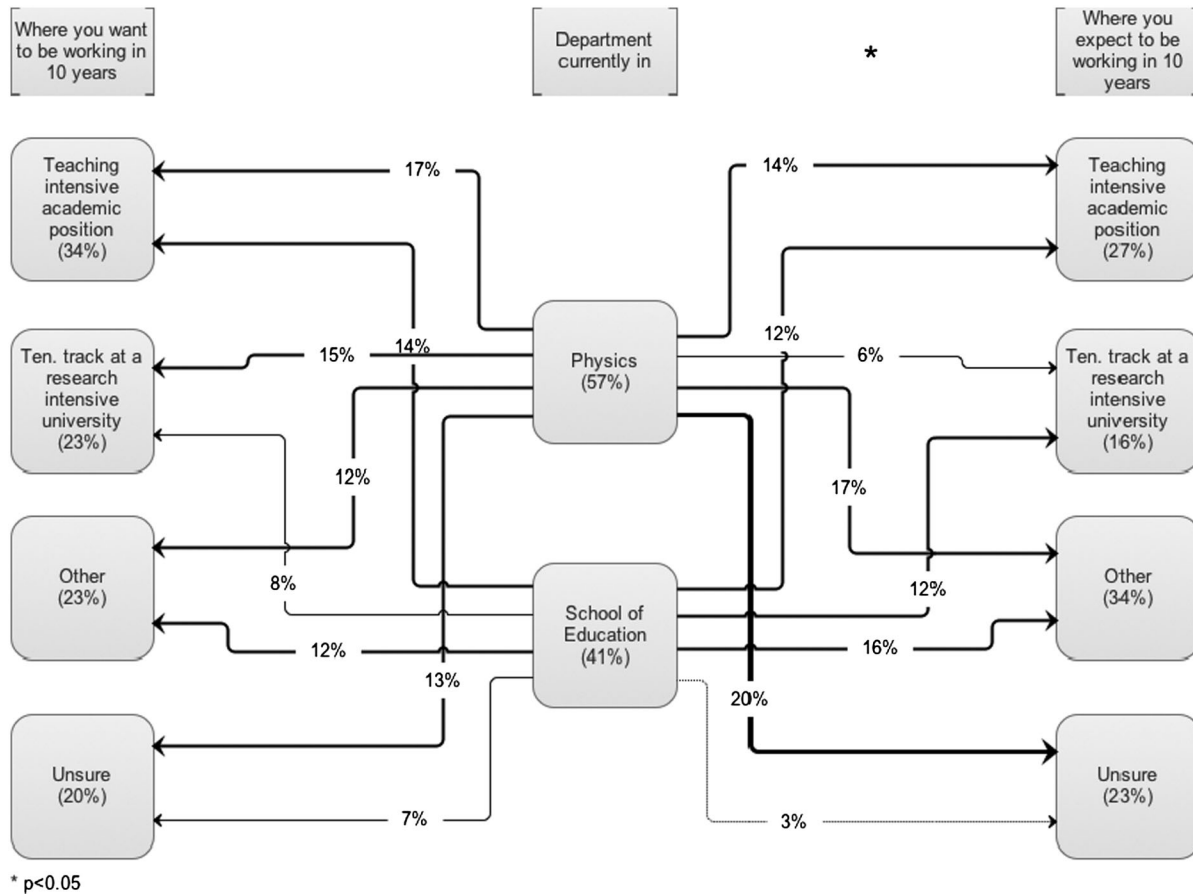 Where you want
to be working in
10 years
Department
currently in
*
Where you
expect to be
working in 10
years
Teaching
intensive
academic
position
(34%)
17%
14%
Teaching
intensive
academic
position
(27%)
14%
12%
Ten. track at a
research
intensive
university
(23%)
15%
Physics
(57%)
6%
Ten. track at a
research
intensive
university
(16%)
12%
17%
Other
(23%)
8%
12%
School of
Education
(41%)
12%
16%
Other
(34%)
13%
20%
Unsure
(20%)
7%
3%
Unsure
(23%)
* p<0.05